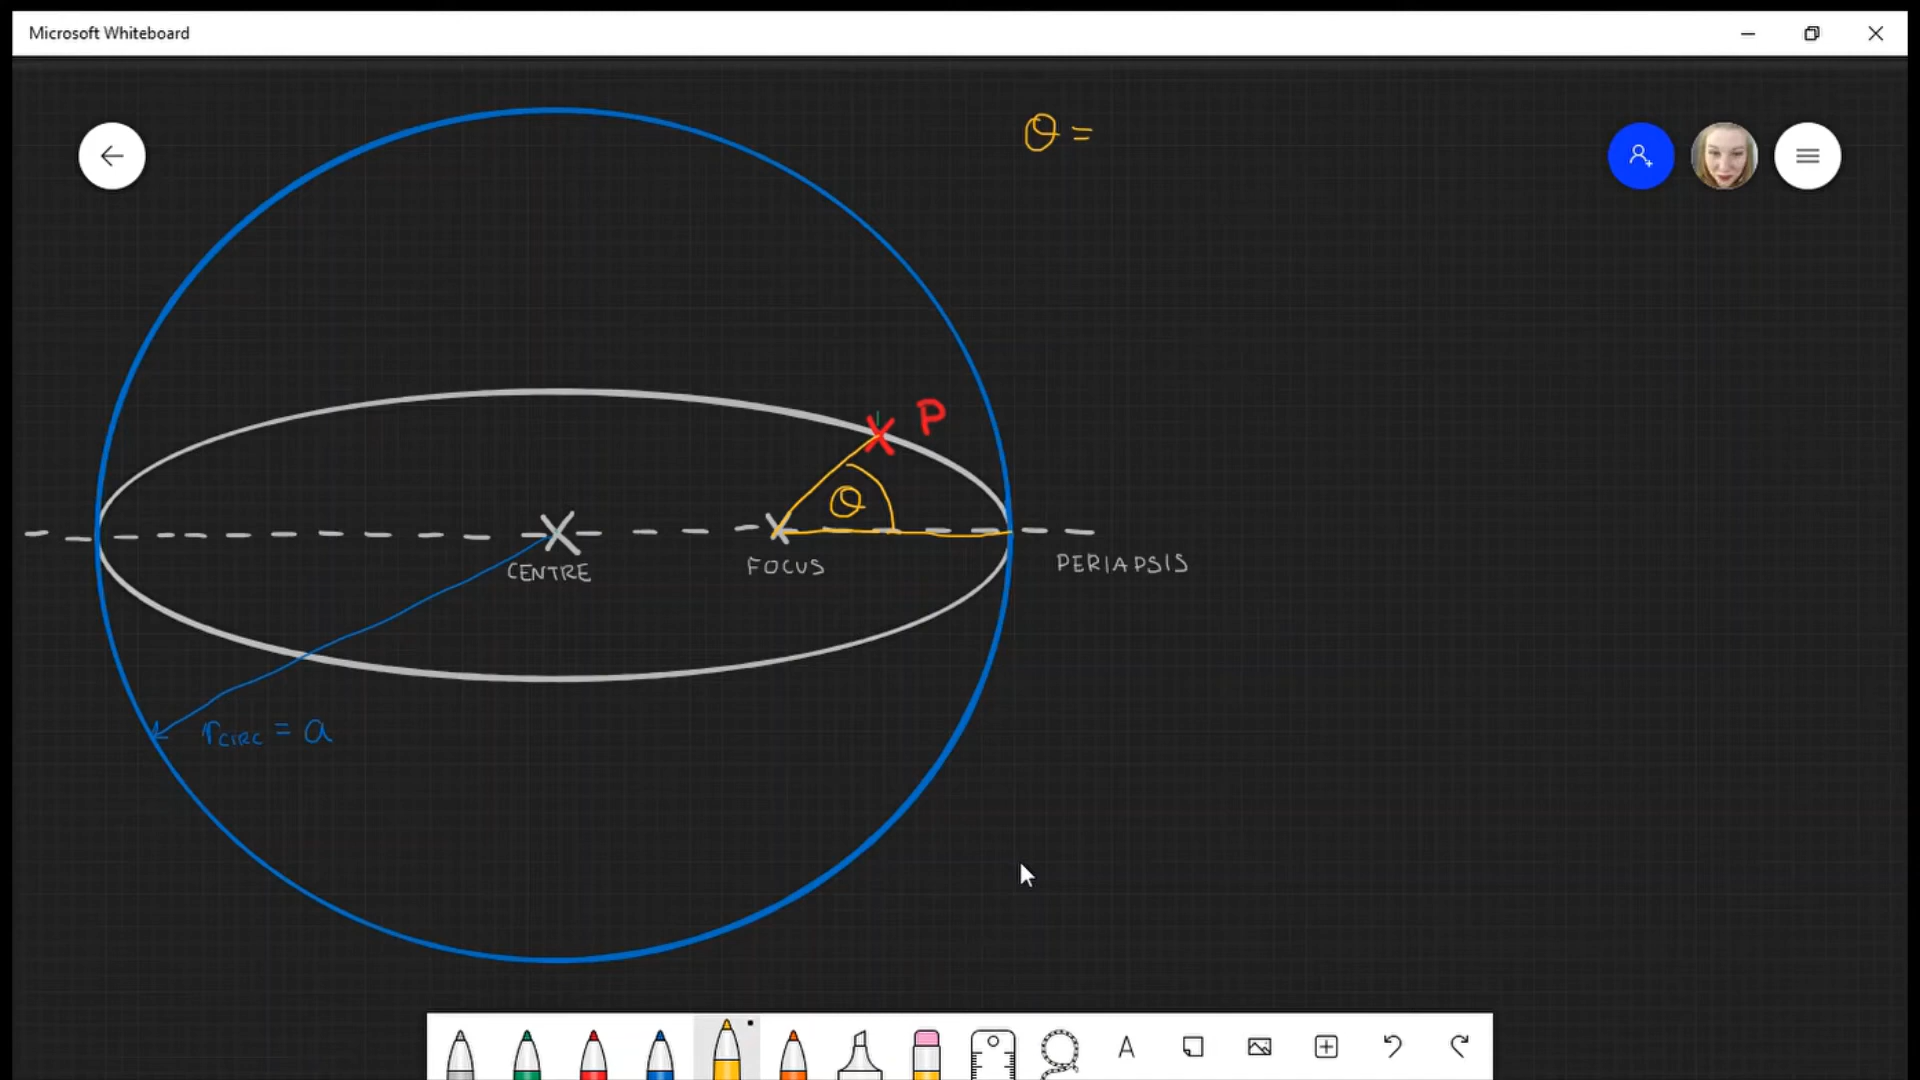 Microsoft Whiteboard
θ =
P
θ
CENTRE
FOCUS
PERIAPSIS
r_CIRC = a
A